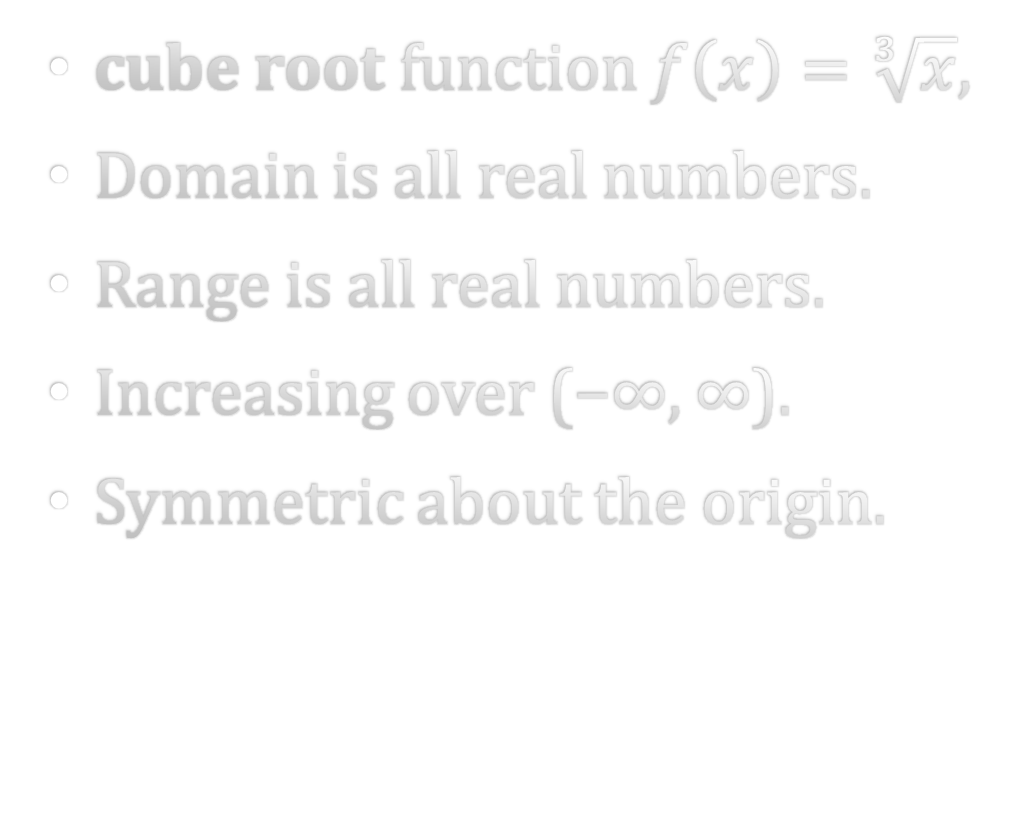 ◦ cube root function f(x) = ∛x,
◦ Domain is all real numbers.
◦ Range is all real numbers.
◦ Increasing over (−∞, ∞).
◦ Symmetric about the origin.